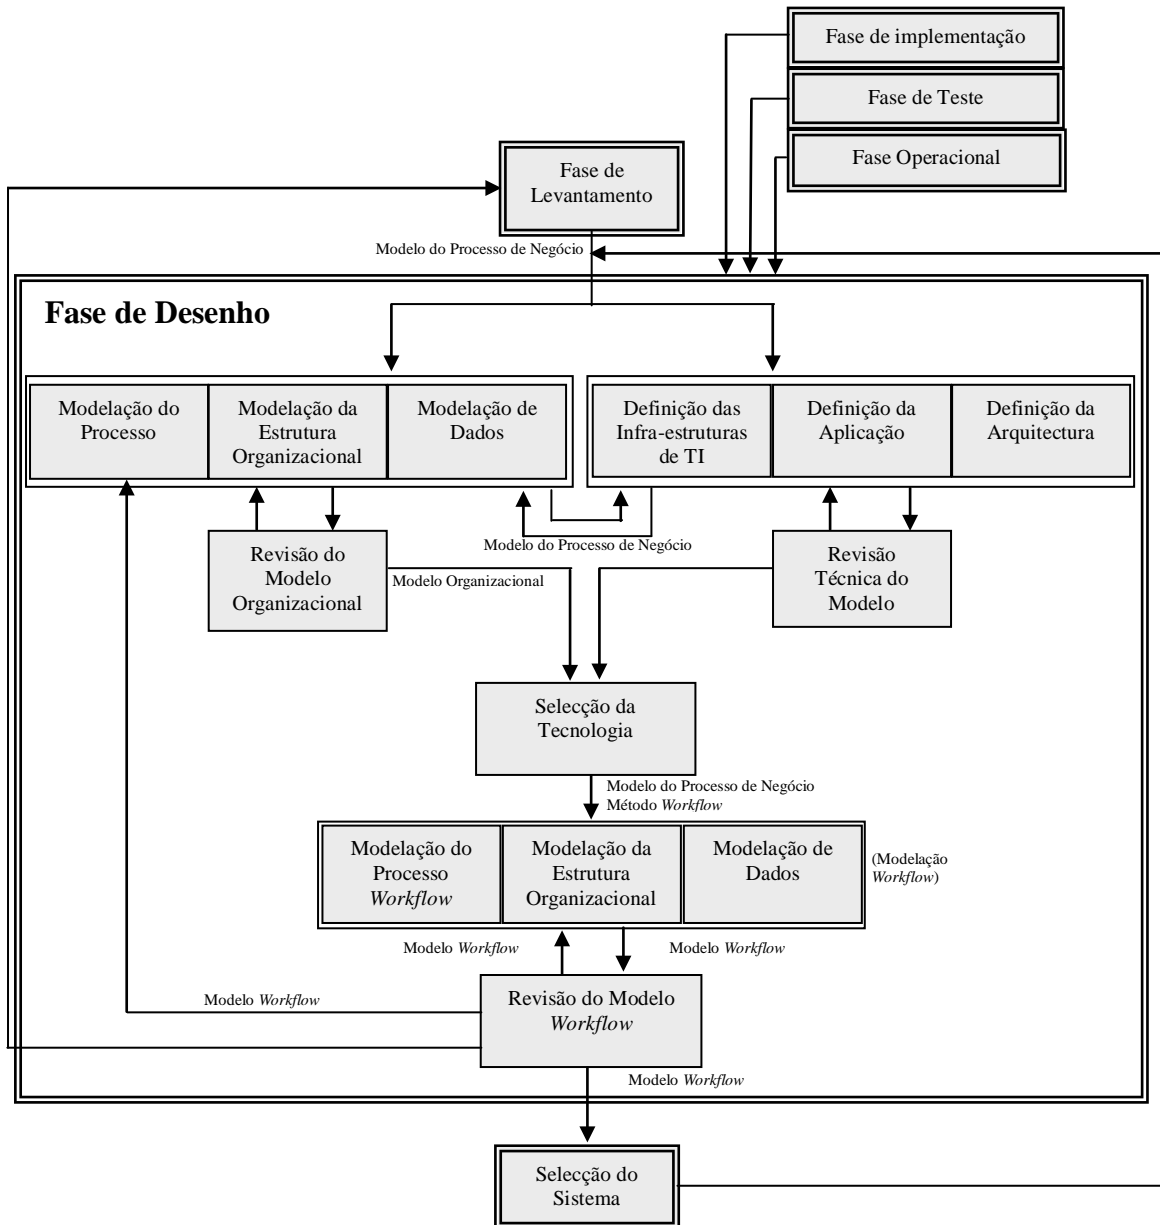 Fase de implementação
Fase de Teste
Fase Operacional
Fase de
Levantamento
Modelo do Processo de Negócio
Fase de Desenho
Modelação do
Processo
Modelação da
Estrutura
Organizacional
Modelação de
Dados
Definição das
Infra-estruturas
de TI
Definição da
Aplicação
Definição da
Arquitectura
Modelo do Processo de Negócio
Revisão do
Modelo
Organizacional
Modelo Organizacional
Revisão
Técnica do
Modelo
Selecção da
Tecnologia
Modelo do Processo de Negócio
Método Workflow
Modelação do
Processo
Workflow
Modelação da
Estrutura
Organizacional
Modelação de
Dados
(Modelação
Workflow)
Modelo Workflow
Modelo Workflow
Modelo Workflow
Revisão do Modelo
Workflow
Modelo Workflow
Selecção do
Sistema